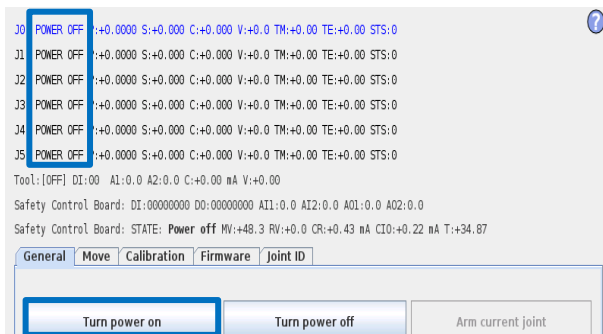 J0 POWER OFF P:+0.0000 S:+0.000 C:+0.000 V:+0.0 TM:+0.00 TE:+0.00 STS:0
J1 POWER OFF P:+0.0000 S:+0.000 C:+0.000 V:+0.0 TM:+0.00 TE:+0.00 STS:0
J2 POWER OFF P:+0.0000 S:+0.000 C:+0.000 V:+0.0 TM:+0.00 TE:+0.00 STS:0
J3 POWER OFF P:+0.0000 S:+0.000 C:+0.000 V:+0.0 TM:+0.00 TE:+0.00 STS:0
J4 POWER OFF P:+0.0000 S:+0.000 C:+0.000 V:+0.0 TM:+0.00 TE:+0.00 STS:0
J5 POWER OFF P:+0.0000 S:+0.000 C:+0.000 V:+0.0 TM:+0.00 TE:+0.00 STS:0
Tool:[OFF] DI:00 A1:0.0 A2:0.0 C:+0.00 mA V:+0.00
Safety Control Board: DI:00000000 DO:00000000 AI1:0.0 AI2:0.0 AO1:0.0 AO2:0.0
Safety Control Board: STATE: Power off MV:+48.3 RV:+0.0 CR:+0.43 mA CIO:+0.22 mA T:+34.87
?
General Move Calibration Firmware Joint ID
Turn power on Turn power off Arm current joint